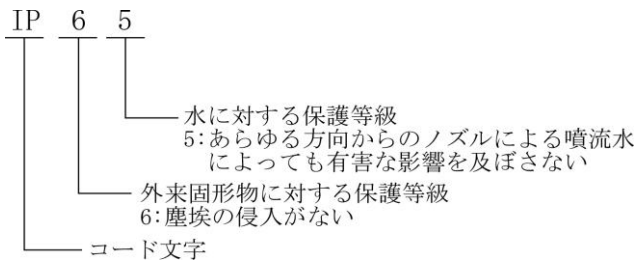 IP 6 5
水に対する保護等級
5:あらゆる方向からのノズルによる噴流水
によっても有害な影響を及ぼさない
外来固形物に対する保護等級
6:塵埃の侵入がない
コード文字